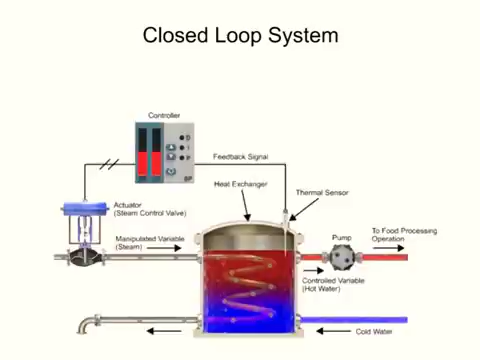 Closed Loop System
Controller
D
I
P
SP
Feedback Signal
Heat Exchanger
Thermal Sensor
Actuator
(Steam Control Valve)
Manipulated Variable
(Steam)
Pump
To Food Processing
Operation
Controlled Variable
(Hot Water)
Cold Water